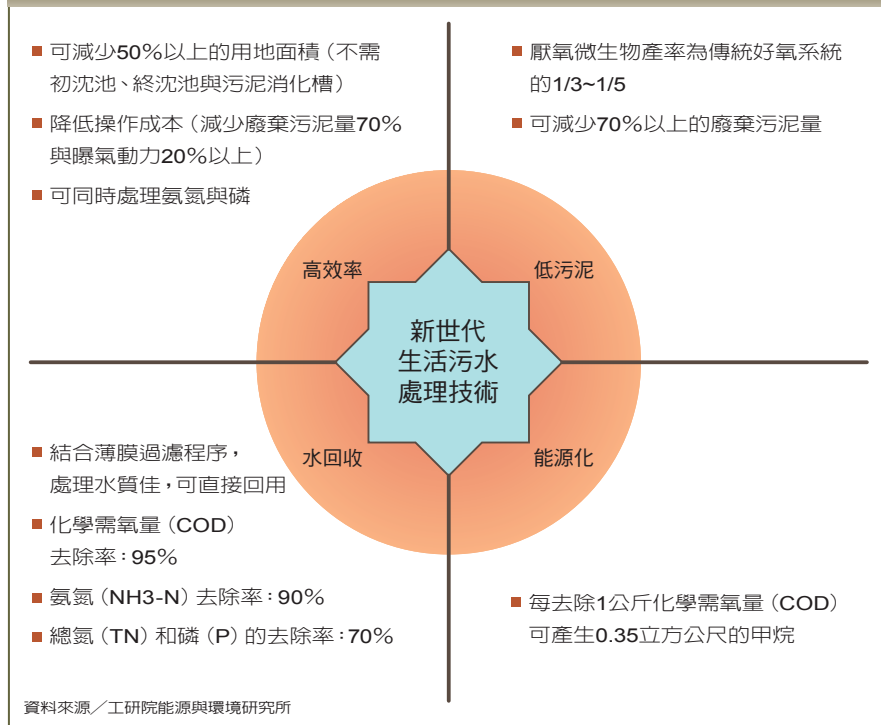 可減少50%以上的用地面積（不需
初沈池、終沈池與污泥消化槽）
降低操作成本（減少廢棄污泥量70%
與曝氣動力20%以上）
可同時處理氨氮與磷
厭氧微生物產率為傳統好氧系統
的1/3~1/5
可減少70%以上的廢棄污泥量
高效率
低污泥
新世代
生活污水
處理技術
水回收
能源化
結合薄膜過濾程序，
處理水質佳，可直接回用
化學需氧量（COD）
去除率：95%
氨氮（NH3-N）去除率：90%
總氮（TN）和磷（P）的去除率：70%
每去除1公斤化學需氧量（COD）
可產生0.35立方公尺的甲烷
資料來源／工研院能源與環境研究所